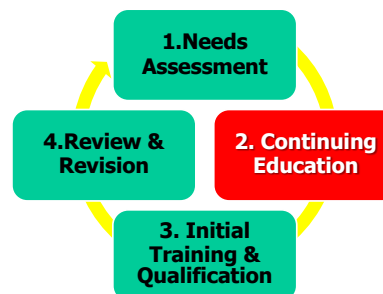 1.Needs
Assessment
2. Continuing
Education
3. Initial
Training &
Qualification
4.Review &
Revision